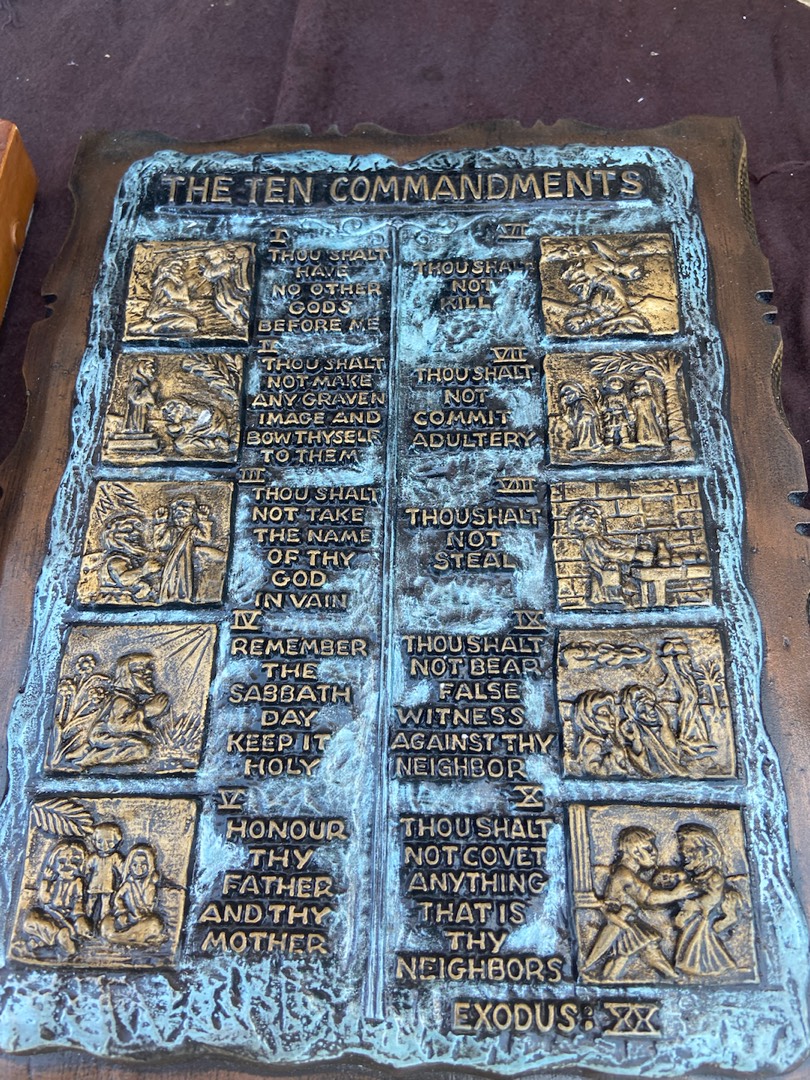 THE TEN COMMANDMENTS
I
THOU SHALT
HAVE
NO OTHER
GODS
BEFORE ME
II
THOU SHALT
NOT MAKE
ANY GRAVEN
IMAGE AND
BOW THYSELF
TO THEM
III
THOU SHALT
NOT TAKE
THE NAME
OF THY
GOD
IN VAIN
IV
REMEMBER
THE
SABBATH
DAY
KEEP IT
HOLY
V
HONOUR
THY
FATHER
AND THY
MOTHER
VI
THOU SHALT
NOT
KILL
VII
THOU SHALT
NOT
COMMIT
ADULTERY
VIII
THOU SHALT
NOT
STEAL
IX
THOU SHALT
NOT BEAR
FALSE
WITNESS
AGAINST THY
NEIGHBOR
X
THOU SHALT
NOT COVET
ANYTHING
THAT IS
THY
NEIGHBORS
EXODUS: XX